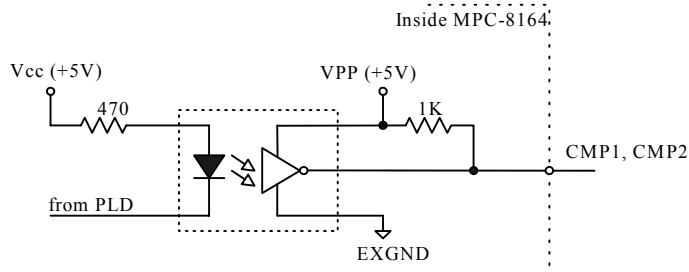 Inside MPC-8164
Vcc (+5V)
VPP (+5V)
470
1K
CMP1, CMP2
from PLD
EXGND